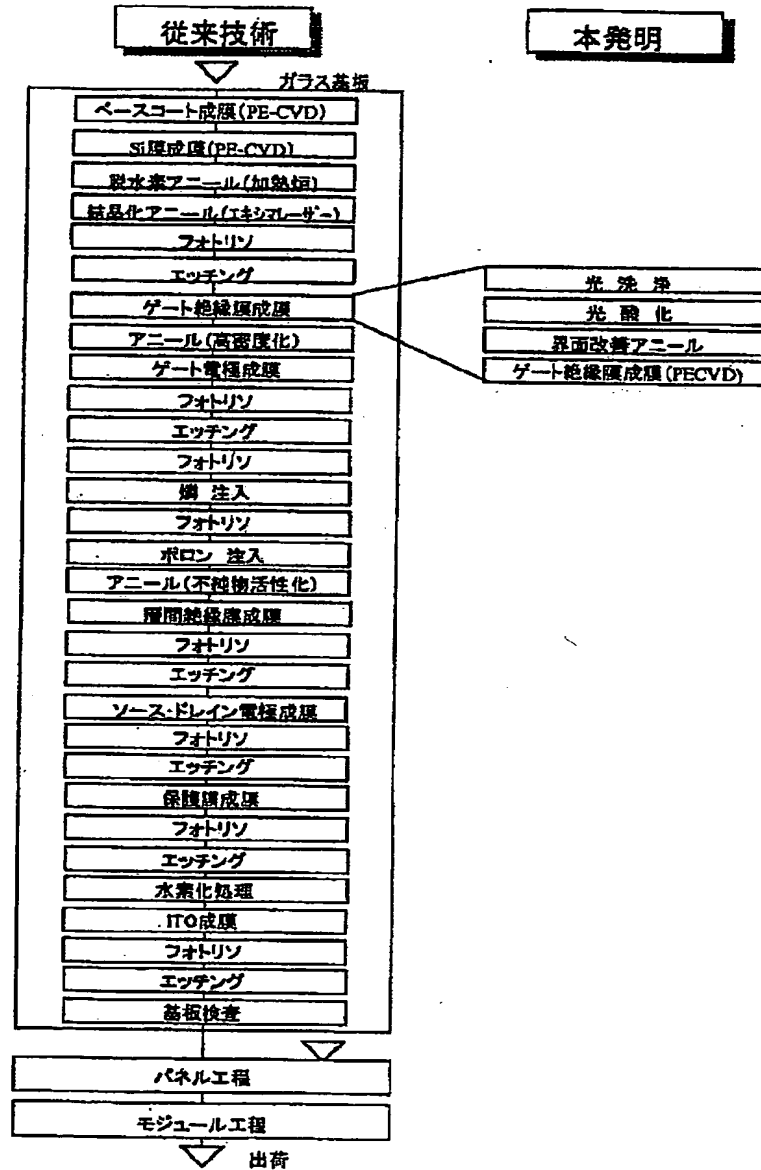 従来技術
本発明
ガラス基板
ベースコート成膜(PE-CVD)
Si膜成膜(PE-CVD)
脱水素アニール(加熱炉)
結晶化アニール(エキシマレーザー)
フォトリソ
エッチング
ゲート絶縁膜成膜
アニール(高密度化)
ゲート電極成膜
フォトリソ
エッチング
フォトリソ
燐 注入
フォトリソ
ボロン 注入
アニール(不純物活性化)
層間絶縁膜成膜
フォトリソ
エッチング
ソース・ドレイン電極成膜
フォトリソ
エッチング
保護膜成膜
フォトリソ
エッチング
水素化処理
ITO成膜
フォトリソ
エッチング
基板検査
パネル工程
モジュール工程
出荷
光 洗 浄
光 酸 化
界面改善アニール
ゲート絶縁膜成膜(PECVD)